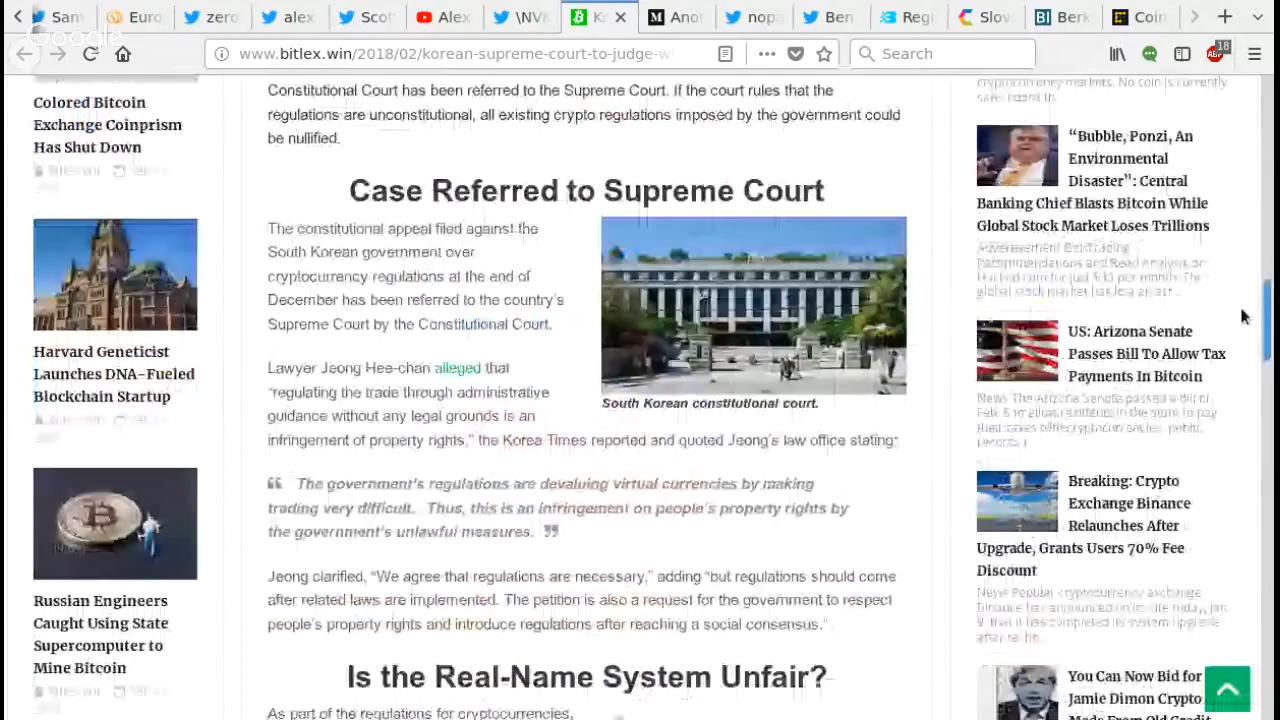 Sam
Euro
zero
alex
Scot
Alex
\NVK
Ko
Anon
nopa
Ben
Regi
Slov
Berk
Coin
www.bitlex.win/2018/02/korean-supreme-court-to-judge-w
Search
18
Colored Bitcoin
Exchange Coinprism
Has Shut Down
Harvard Geneticist
Launches DNA-Fueled
Blockchain Startup
Russian Engineers
Caught Using State
Supercomputer to
Mine Bitcoin
Constitutional Court has been referred to the Supreme Court. If the court rules that the
regulations are unconstitutional, all existing crypto regulations imposed by the government could
be nullified.
Case Referred to Supreme Court
The constitutional appeal filed against the
South Korean government over
cryptocurrency regulations at the end of
December has been referred to the country's
Supreme Court by the Constitutional Court.
South Korean constitutional court.
Lawyer Jeong Hee-chan alleged that
"regulating the trade through administrative
guidance without any legal grounds is an
infringement of property rights," the Korea Times reported and quoted Jeong's law office stating:
The government's regulations are devaluing virtual currencies by making
trading very difficult. Thus, this is an infringement on people's property rights by
the government's unlawful measures.
Jeong clarified, "We agree that regulations are necessary," adding "but regulations should come
after related laws are implemented. The petition is also a request for the government to respect
people's property rights and introduce regulations after reaching a social consensus."
Is the Real-Name System Unfair?
As part of the regulations for cryptocurrencies,
cryptocurrency markets. No coin is currently
"Bubble, Ponzi, An
Environmental
Disaster": Central
Banking Chief Blasts Bitcoin While
Global Stock Market Loses Trillions
US: Arizona Senate
Passes Bill To Allow Tax
Payments In Bitcoin
Breaking: Crypto
Exchange Binance
Relaunches After
Upgrade, Grants Users 70% Fee
Discount
You Can Now Bid for
Jamie Dimon Crypto